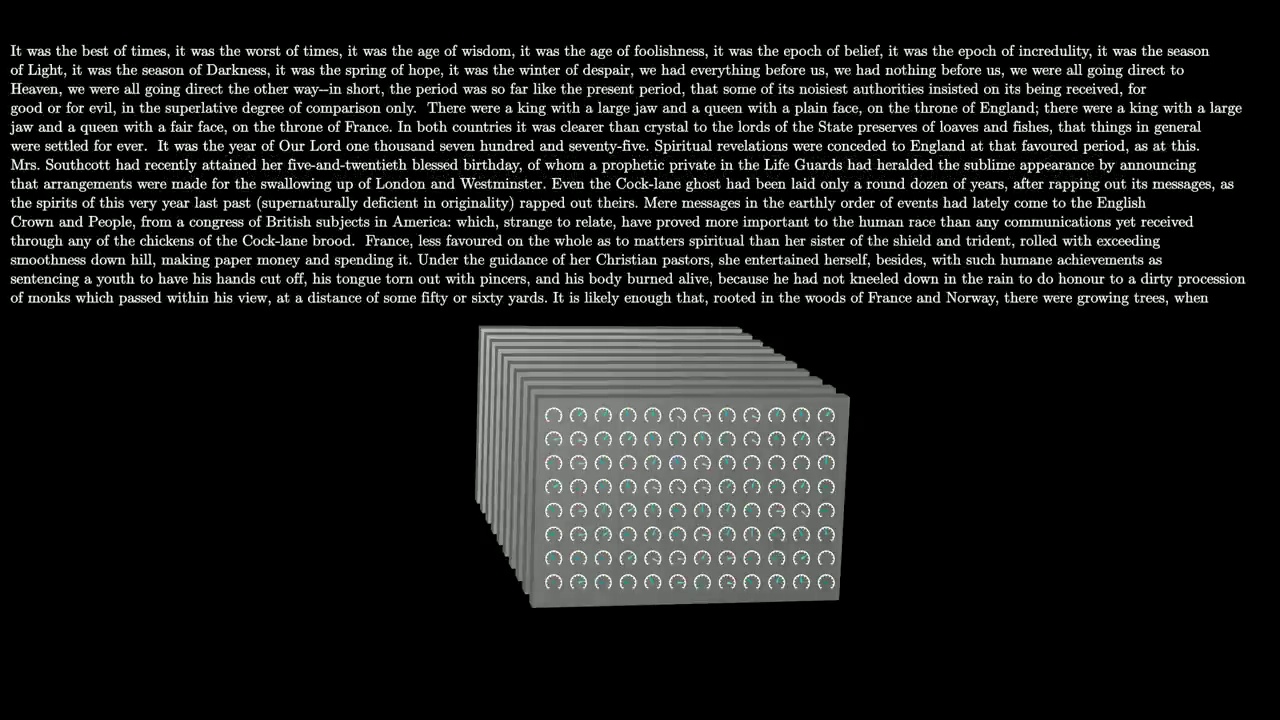 It was the best of times, it was the worst of times, it was the age of wisdom, it was the age of foolishness, it was the epoch of belief, it was the epoch of incredulity, it was the season
of Light, it was the season of Darkness, it was the spring of hope, it was the winter of despair, we had everything before us, we had nothing before us, we were all going direct to
Heaven, we were all going direct the other way–in short, the period was so far like the present period, that some of its noisiest authorities insisted on its being received, for
good or for evil, in the superlative degree of comparison only. There were a king with a large jaw and a queen with a plain face, on the throne of England; there were a king with a large
jaw and a queen with a fair face, on the throne of France. In both countries it was clearer than crystal to the lords of the State preserves of loaves and fishes, that things in general
were settled for ever. It was the year of Our Lord one thousand seven hundred and seventy-five. Spiritual revelations were conceded to England at that favoured period, as at this.
Mrs. Southcott had recently attained her five-and-twentieth blessed birthday, of whom a prophetic private in the Life Guards had heralded the sublime appearance by announcing
that arrangements were made for the swallowing up of London and Westminster. Even the Cock-lane ghost had been laid only a round dozen of years, after rapping out its messages, as
the spirits of this very year last past (supernaturally deficient in originality) rapped out theirs. Mere messages in the earthly order of events had lately come to the English
Crown and People, from a congress of British subjects in America: which, strange to relate, have proved more important to the human race than any communications yet received
through any of the chickens of the Cock-lane brood. France, less favoured on the whole as to matters spiritual than her sister of the shield and trident, rolled with exceeding
smoothness down hill, making paper money and spending it. Under the guidance of her Christian pastors, she entertained herself, besides, with such humane achievements as
sentencing a youth to have his hands cut off, his tongue torn out with pincers, and his body burned alive, because he had not kneeled down in the rain to do honour to a dirty procession
of monks which passed within his view, at a distance of some fifty or sixty yards. It is likely enough that, rooted in the woods of France and Norway, there were growing trees, when